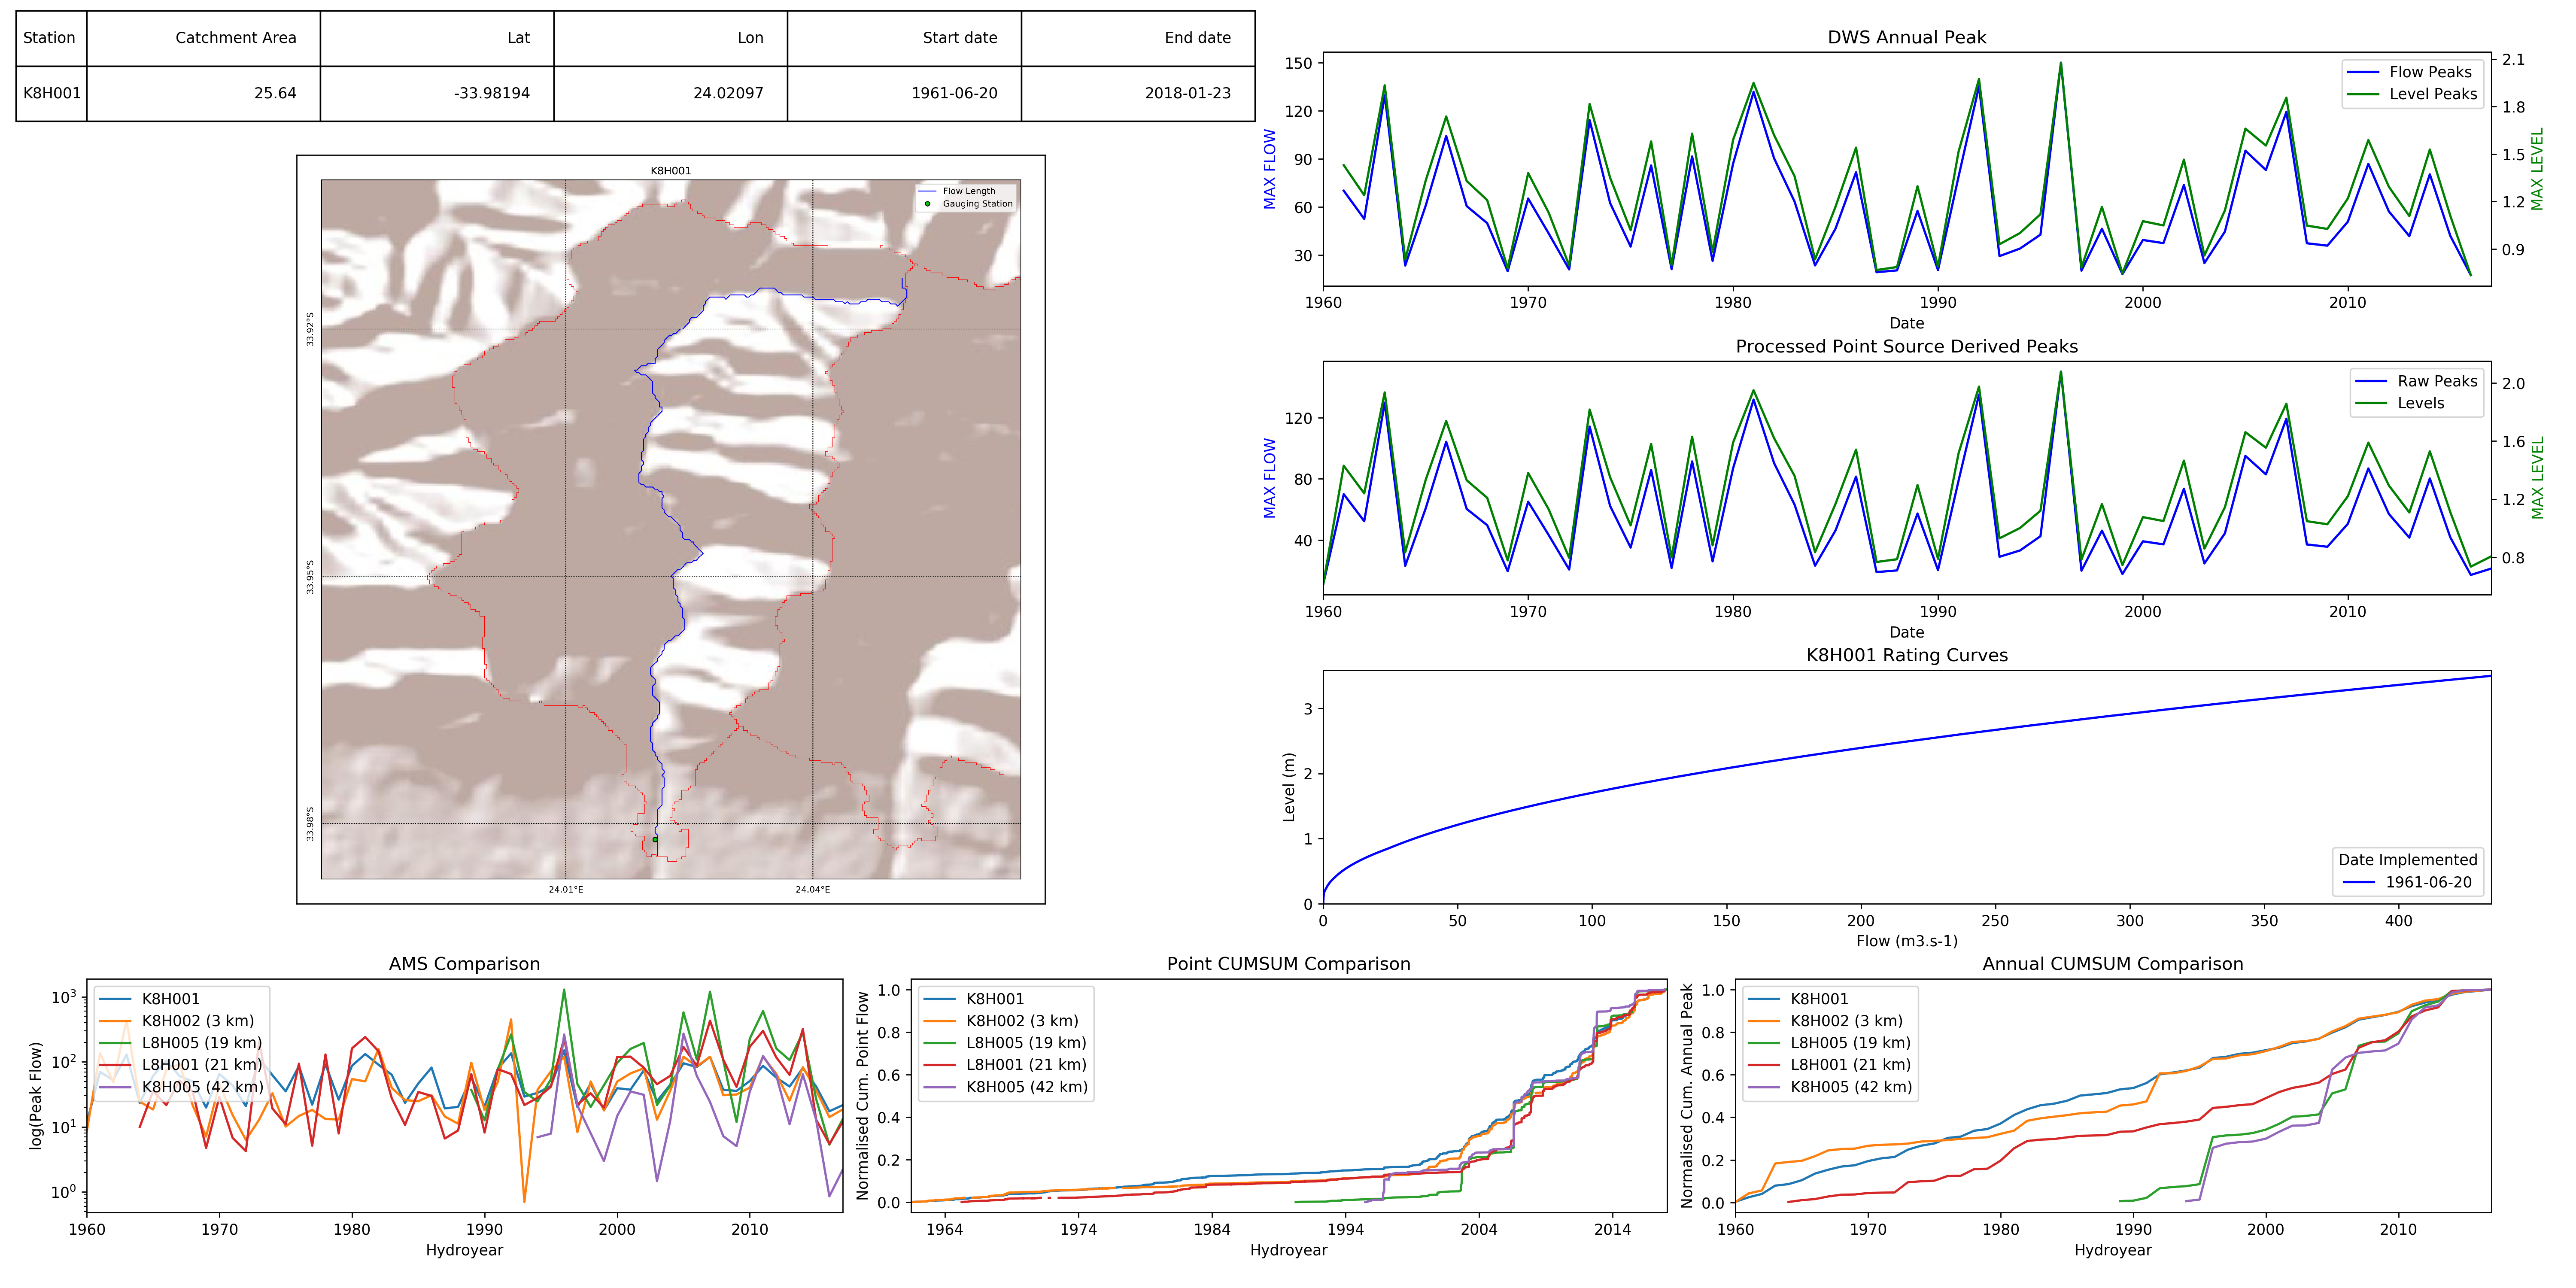 Station Catchment Area Lat Lon Start date End date
K8H001 25.64 -33.98194 24.02097 1961-06-20 2018-01-23
K8H001
Flow Length
Gauging Station
33.92°S
33.95°S
33.98°S
24.01°E 24.04°E
DWS Annual Peak
MAX FLOW
150
120
90
60
30
Flow Peaks
Level Peaks
2.1
1.8
1.5
1.2
0.9
MAX LEVEL
1960 1970 1980 1990 2000 2010
Date
Processed Point Source Derived Peaks
MAX FLOW
120
80
40
Raw Peaks
Levels
2.0
1.6
1.2
0.8
MAX LEVEL
1960 1970 1980 1990 2000 2010
Date
K8H001 Rating Curves
Level (m)
3
2
1
0
Date Implemented
1961-06-20
0 50 100 150 200 250 300 350 400
Flow (m3.s-1)
AMS Comparison
log(Peak Flow)
10³
10²
10¹
10⁰
K8H001
K8H002 (3 km)
L8H005 (19 km)
L8H001 (21 km)
K8H005 (42 km)
1960 1970 1980 1990 2000 2010
Hydroyear
Point CUMSUM Comparison
Normalised Cum. Point Flow
1.0
0.8
0.6
0.4
0.2
0.0
K8H001
K8H002 (3 km)
L8H005 (19 km)
L8H001 (21 km)
K8H005 (42 km)
1964 1974 1984 1994 2004 2014
Hydroyear
Annual CUMSUM Comparison
Normalised Cum. Annual Peak
1.0
0.8
0.6
0.4
0.2
0.0
K8H001
K8H002 (3 km)
L8H005 (19 km)
L8H001 (21 km)
K8H005 (42 km)
1960 1970 1980 1990 2000 2010
Hydroyear